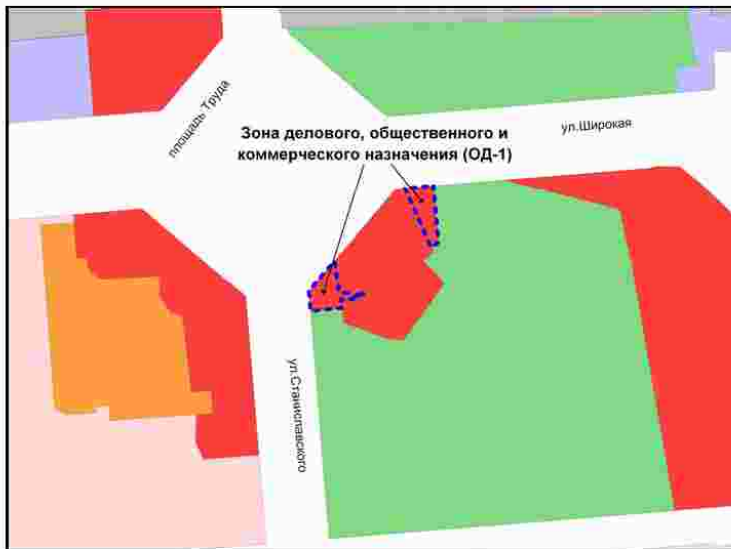 площадь Труда
Зона делового, общественного и
коммерческого назначения (ОД-1)
ул.Широкая
ул.Станиславского